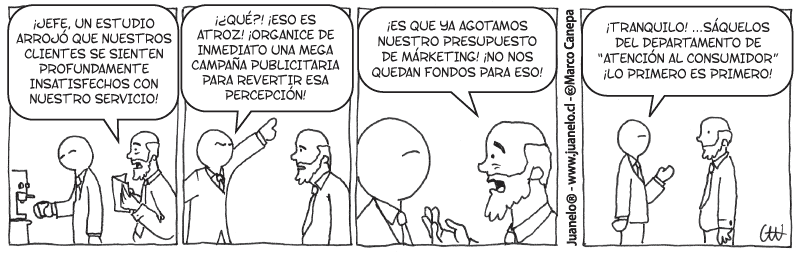 ¡JEFE, UN ESTUDIO
ARROJÓ QUE NUESTROS
CLIENTES SE SIENTEN
PROFUNDAMENTE
INSATISFECHOS CON
NUESTRO SERVICIO!
¡¿QUÉ?! ¡ESO ES
ATROZ! ¡ORGANICE DE
INMEDIATO UNA MEGA
CAMPAÑA PUBLICITARIA
PARA REVERTIR ESA
PERCEPCIÓN!
¡ES QUE YA AGOTAMOS
NUESTRO PRESUPUESTO
DE MÁRKETING! ¡NO NOS
QUEDAN FONDOS PARA ESO!
Juanelo® - www.juanelo.cl - @Marco Canepa
¡TRANQUILO! ...SÁQUELOS
DEL DEPARTAMENTO DE
"ATENCIÓN AL CONSUMIDOR"
¡LO PRIMERO ES PRIMERO!